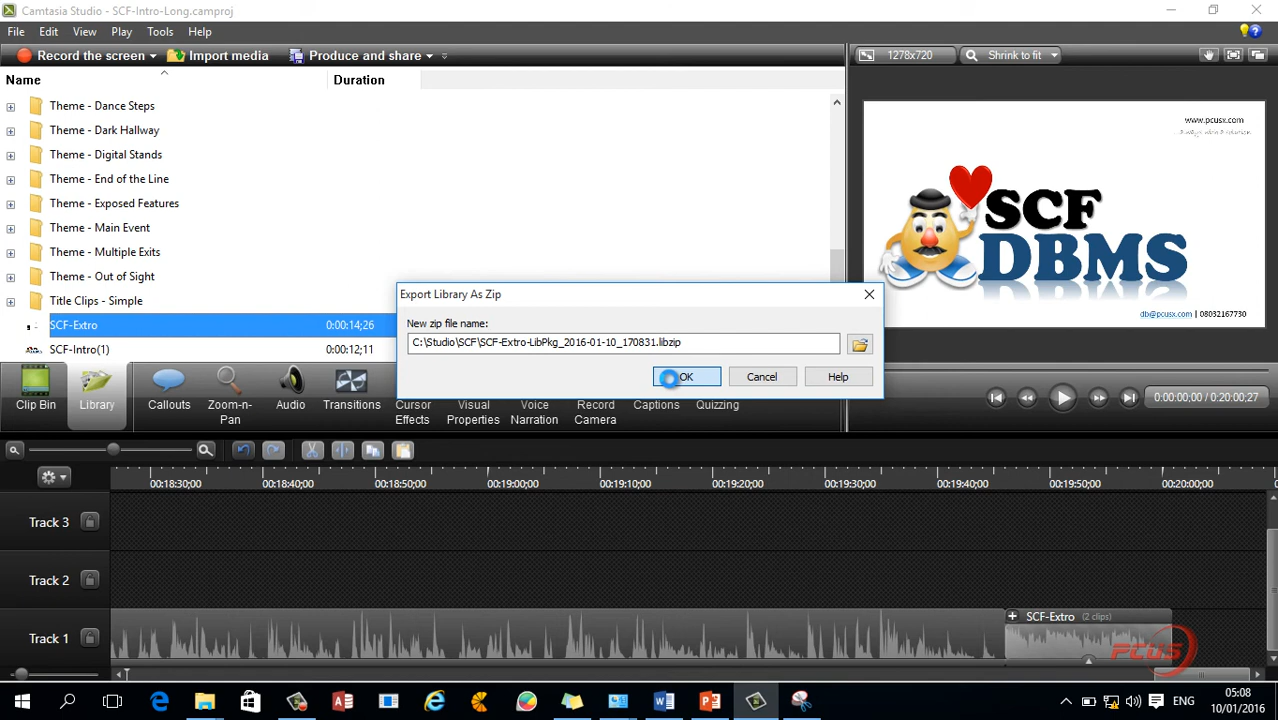 Camtasia Studio - SCF-Intro-Long.camproj
File Edit View Play Tools Help
Record the screen Import media Produce and share
1278x720 Shrink to fit
Name Duration
Theme - Dance Steps
Theme - Dark Hallway
Theme - Digital Stands
Theme - End of the Line
Theme - Exposed Features
Theme - Main Event
Theme - Multiple Exits
Theme - Out of Sight
Title Clips - Simple
SCF-Extro 0:00:14;26
SCF-Intro(1) 0:00:12;11
www.pcusx.com
SCF
DBMS
db@pcusx.com | 08032167730
Export Library As Zip
New zip file name:
C:\Studio\SCF\SCF-Extro-LibPkg_2016-01-10_170831.libzip
OK Cancel Help
Clip Bin
Library
Callouts
Zoom-n-
Pan
Audio
Transitions
Cursor
Effects
Visual
Properties
Voice
Narration
Record
Camera
Captions
Quizzing
0:00:00;00 / 0:20:00;27
00:18:30;00 00:18:40;00 00:18:50;00 00:19:00;00 00:19:10;00 00:19:20;00 00:19:30;00 00:19:40;00 00:19:50;00 00:20:00;00
Track 3
Track 2
Track 1
SCF-Extro (2 clips)
PCUS
ENG
05:08
10/01/2016